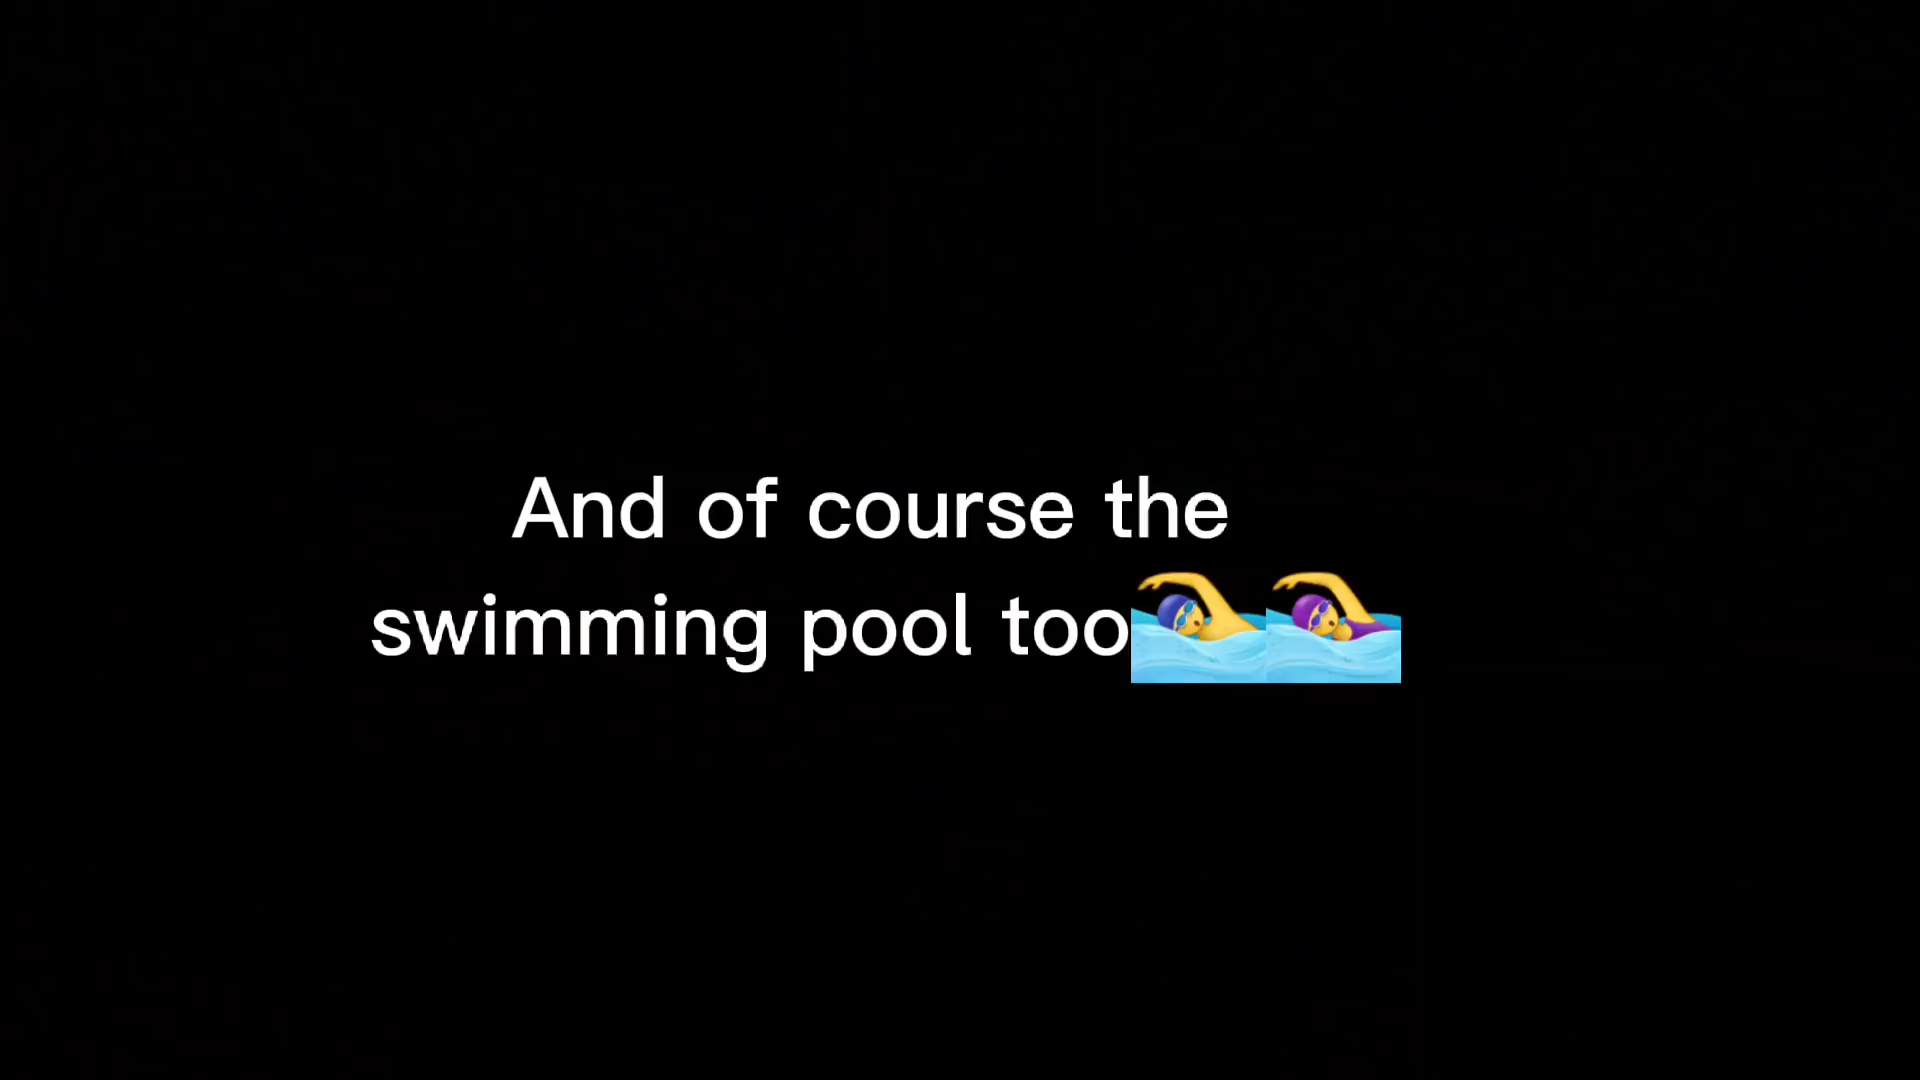 And of course the
swimming pool too🏊‍♂️🏊‍♀️